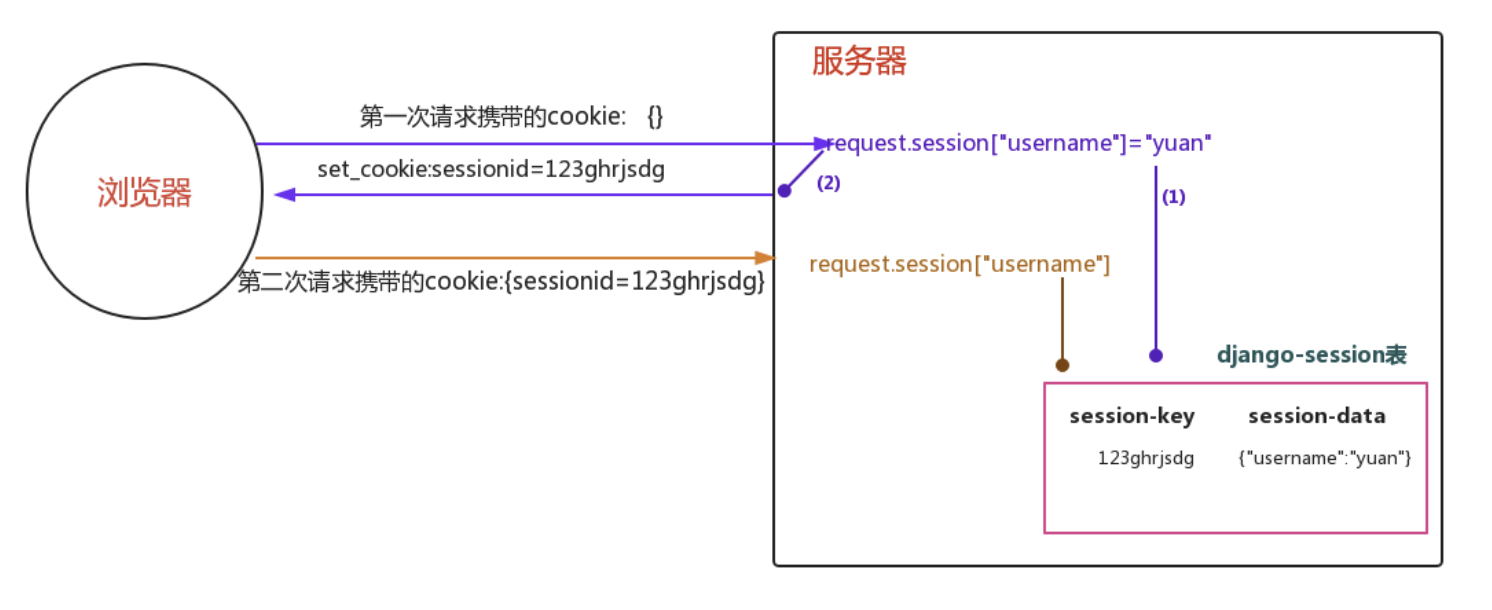 服务器
第一次请求携带的cookie: {}
request.session["username"]="yuan"
set_cookie:sessionid=123ghrjsdg
(2)
(1)
浏览器
request.session["username"]
第二次请求携带的cookie:{sessionid=123ghrjsdg}
django-session表
session-key session-data
123ghrjsdg {"username":"yuan"}